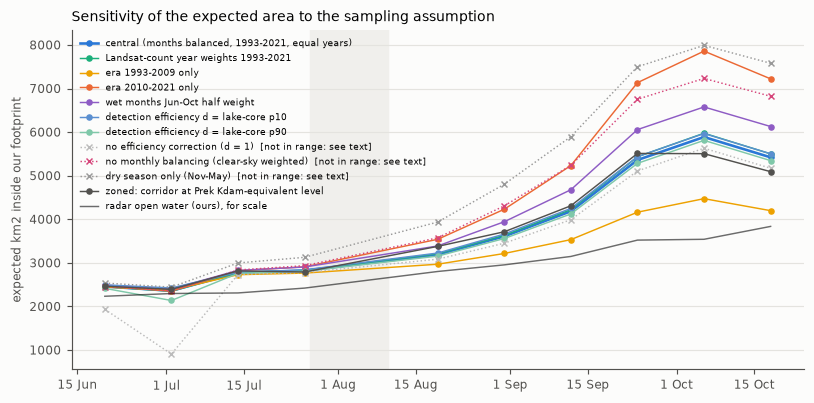 Sensitivity of the expected area to the sampling assumption
expected km2 inside our footprint
8000
7000
6000
5000
4000
3000
2000
1000
central (months balanced, 1993-2021, equal years)
Landsat-count year weights 1993-2021
era 1993-2009 only
era 2010-2021 only
wet months Jun-Oct half weight
detection efficiency d = lake-core p10
detection efficiency d = lake-core p90
no efficiency correction (d = 1)  [not in range: see text]
no monthly balancing (clear-sky weighted)  [not in range: see text]
dry season only (Nov-May)  [not in range: see text]
zoned: corridor at Prek Kdam-equivalent level
radar open water (ours), for scale
15 Jun
1 Jul
15 Jul
1 Aug
15 Aug
1 Sep
15 Sep
1 Oct
15 Oct